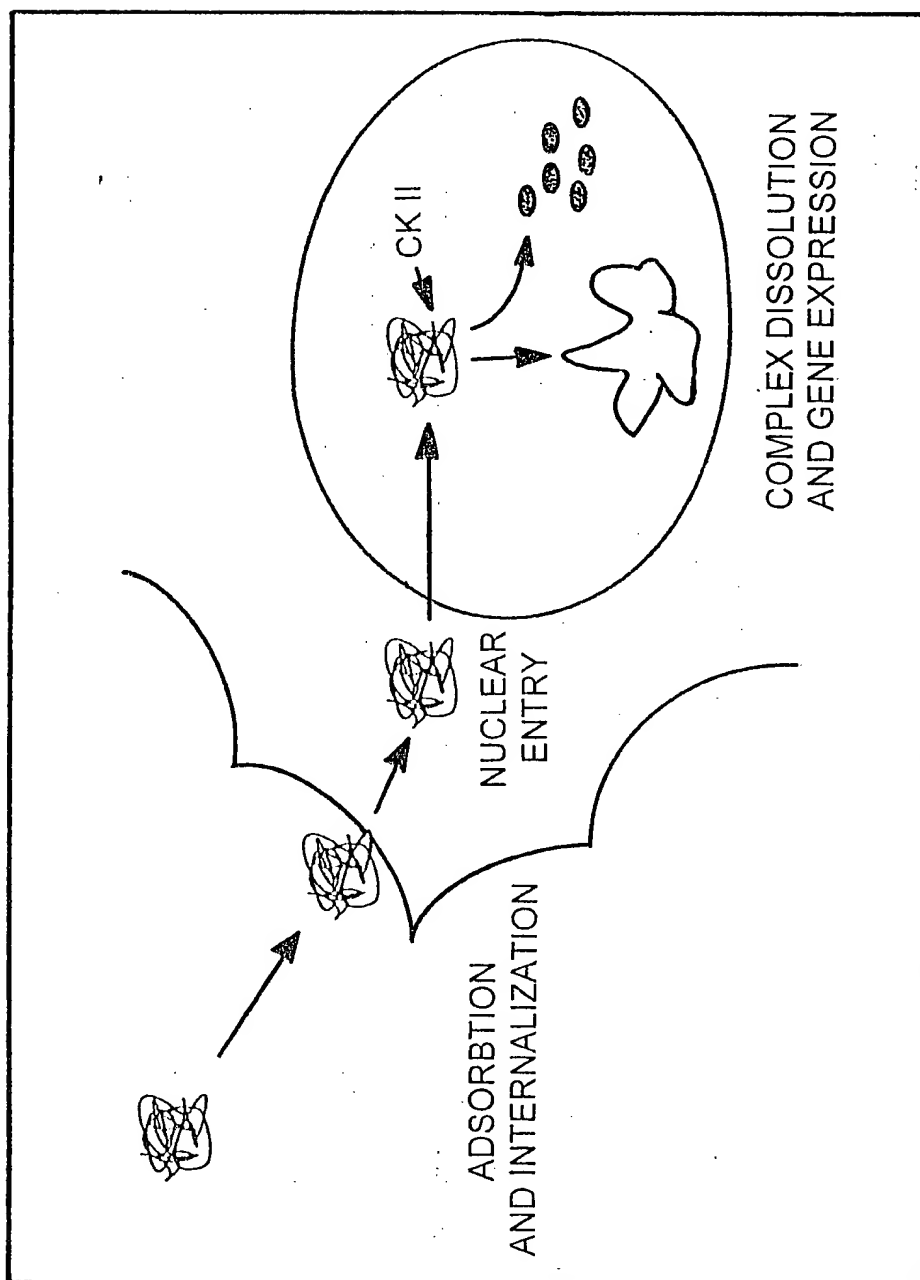 ADSORBTION
AND INTERNALIZATION
NUCLEAR
ENTRY
CK II
COMPLEX DISSOLUTION
AND GENE EXPRESSION